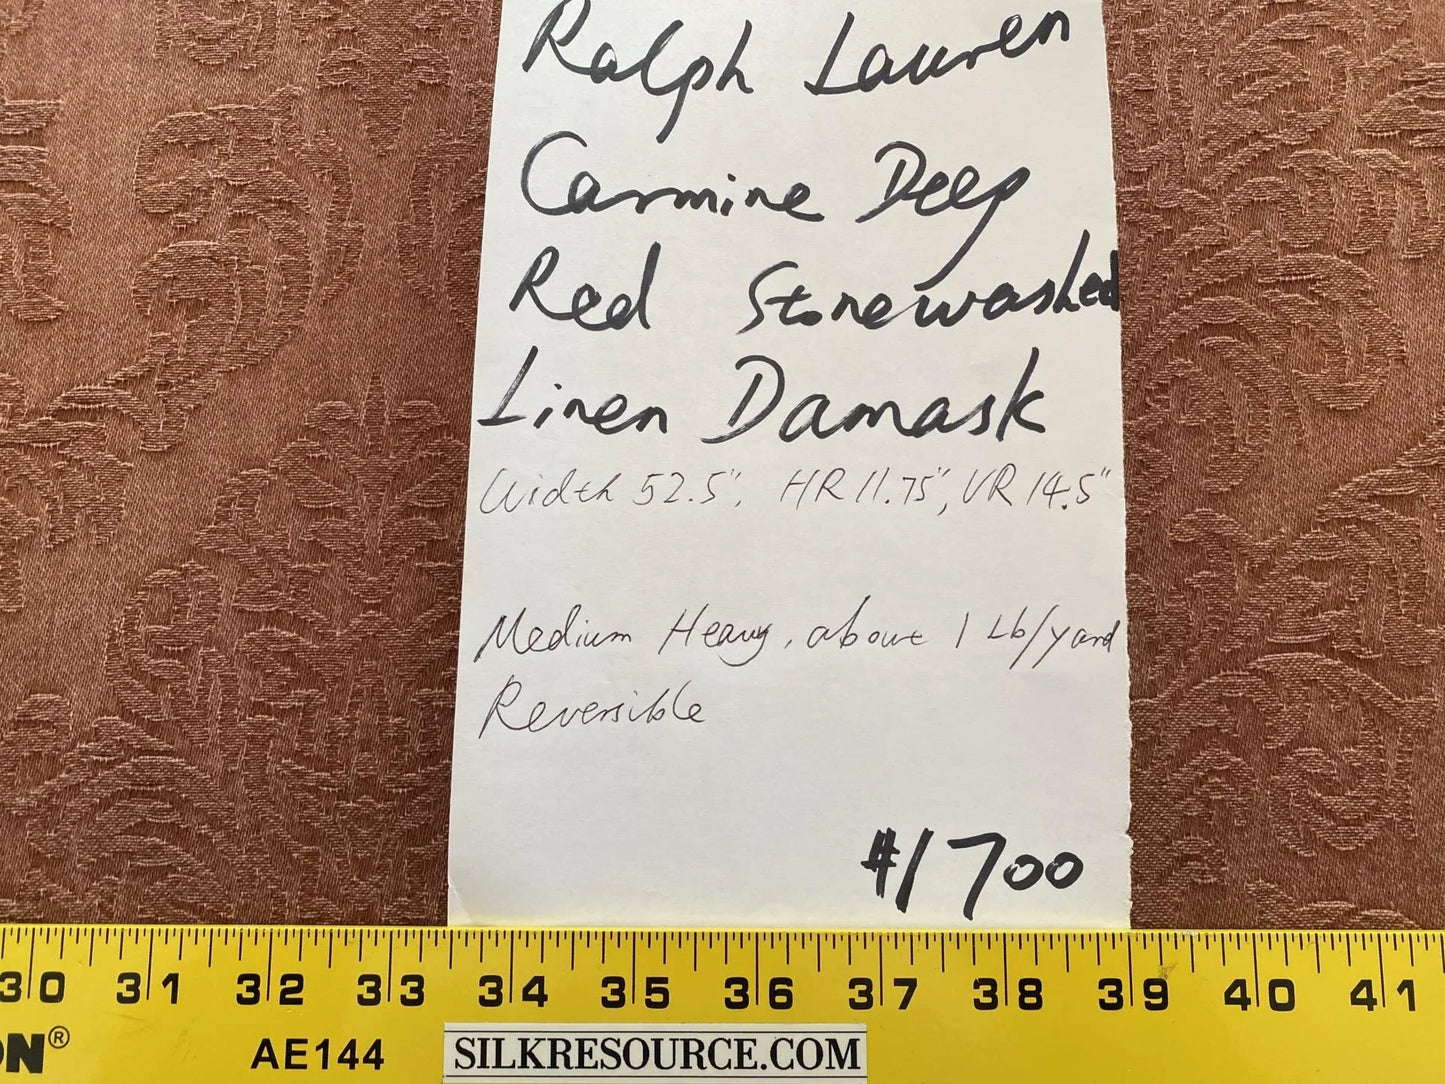 Ralph Lauren
Carmine Deep
Red Stonewashed
Linen Damask
Width 52.5", HR 11.75", VR 14.5"
Medium Heavy, about 1 Lb/yard
Reversible
#1700
30 31 32 33 34 35 36 37 38 39 40 41
ON® AE144 SILKRESOURCE.COM